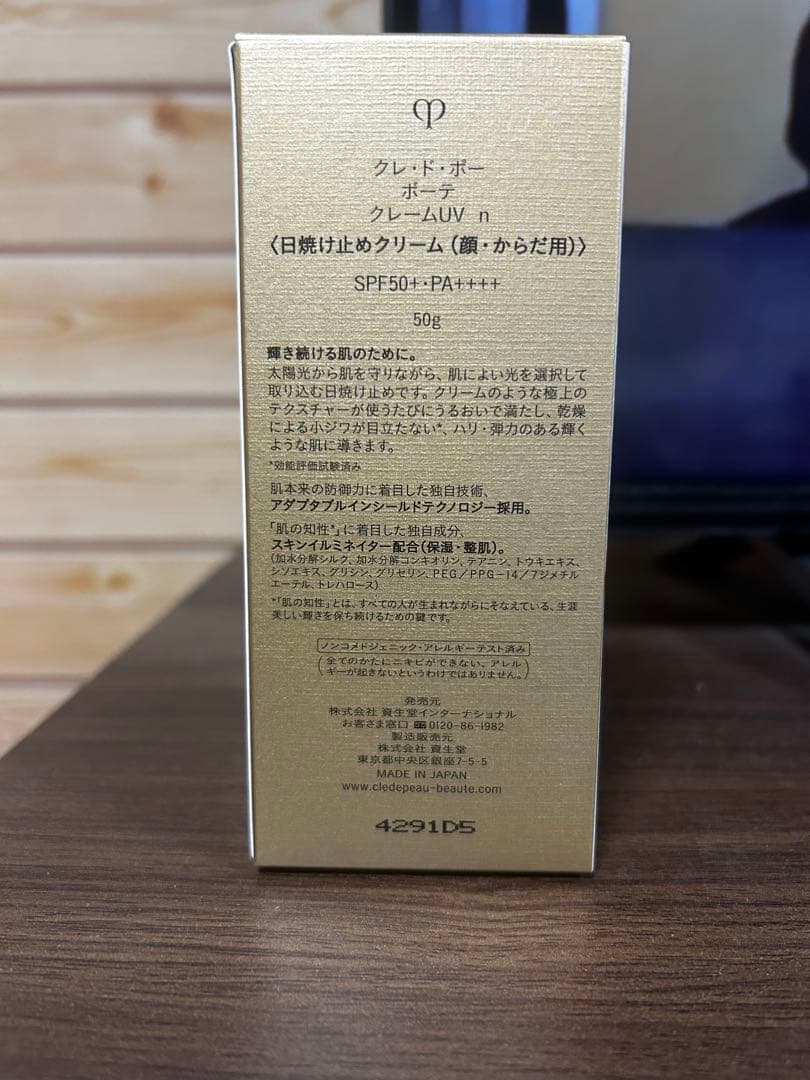 クレ・ド・ポー
ボーテ
クレームUV n
〈日焼け止めクリーム（顔・からだ用）〉
SPF50+・PA++++
50g
輝き続ける肌のために。
太陽光から肌を守りながら、肌によい光を選択して
取り込む日焼け止めです。クリームのような極上の
テクスチャーが使うたびにうるおいで満たし、乾燥
による小ジワが目立たない*、ハリ・弾力のある輝く
ような肌に導きます。
*効能評価試験済み
肌本来の防御力に着目した独自技術、
アダプタブルインシールドテクノロジー採用。
「肌の知性*」に着目した独自成分、
スキンイルミネイター配合（保湿・整肌）。
（加水分解シルク、加水分解コンキオリン、テアニン、トウキエキス、
シソエキス、グリシン、グリセリン、PEG／PPG-14／7ジメチル
エーテル、トレハロース）
*「肌の知性」とは、すべての人が生まれながらにそなえている、生涯
美しい輝きを保ち続けるための鍵です。
ノンコメドジェニック・アレルギーテスト済み
（全てのかたにニキビができない、アレル
ギーが起きないというわけではありません。）
発売元
株式会社 資生堂インターナショナル
お客さま窓口 0120-86-1982
製造販売元
株式会社 資生堂
東京都中央区銀座7-5-5
MADE IN JAPAN
www.cledepeau-beaute.com
4291D5